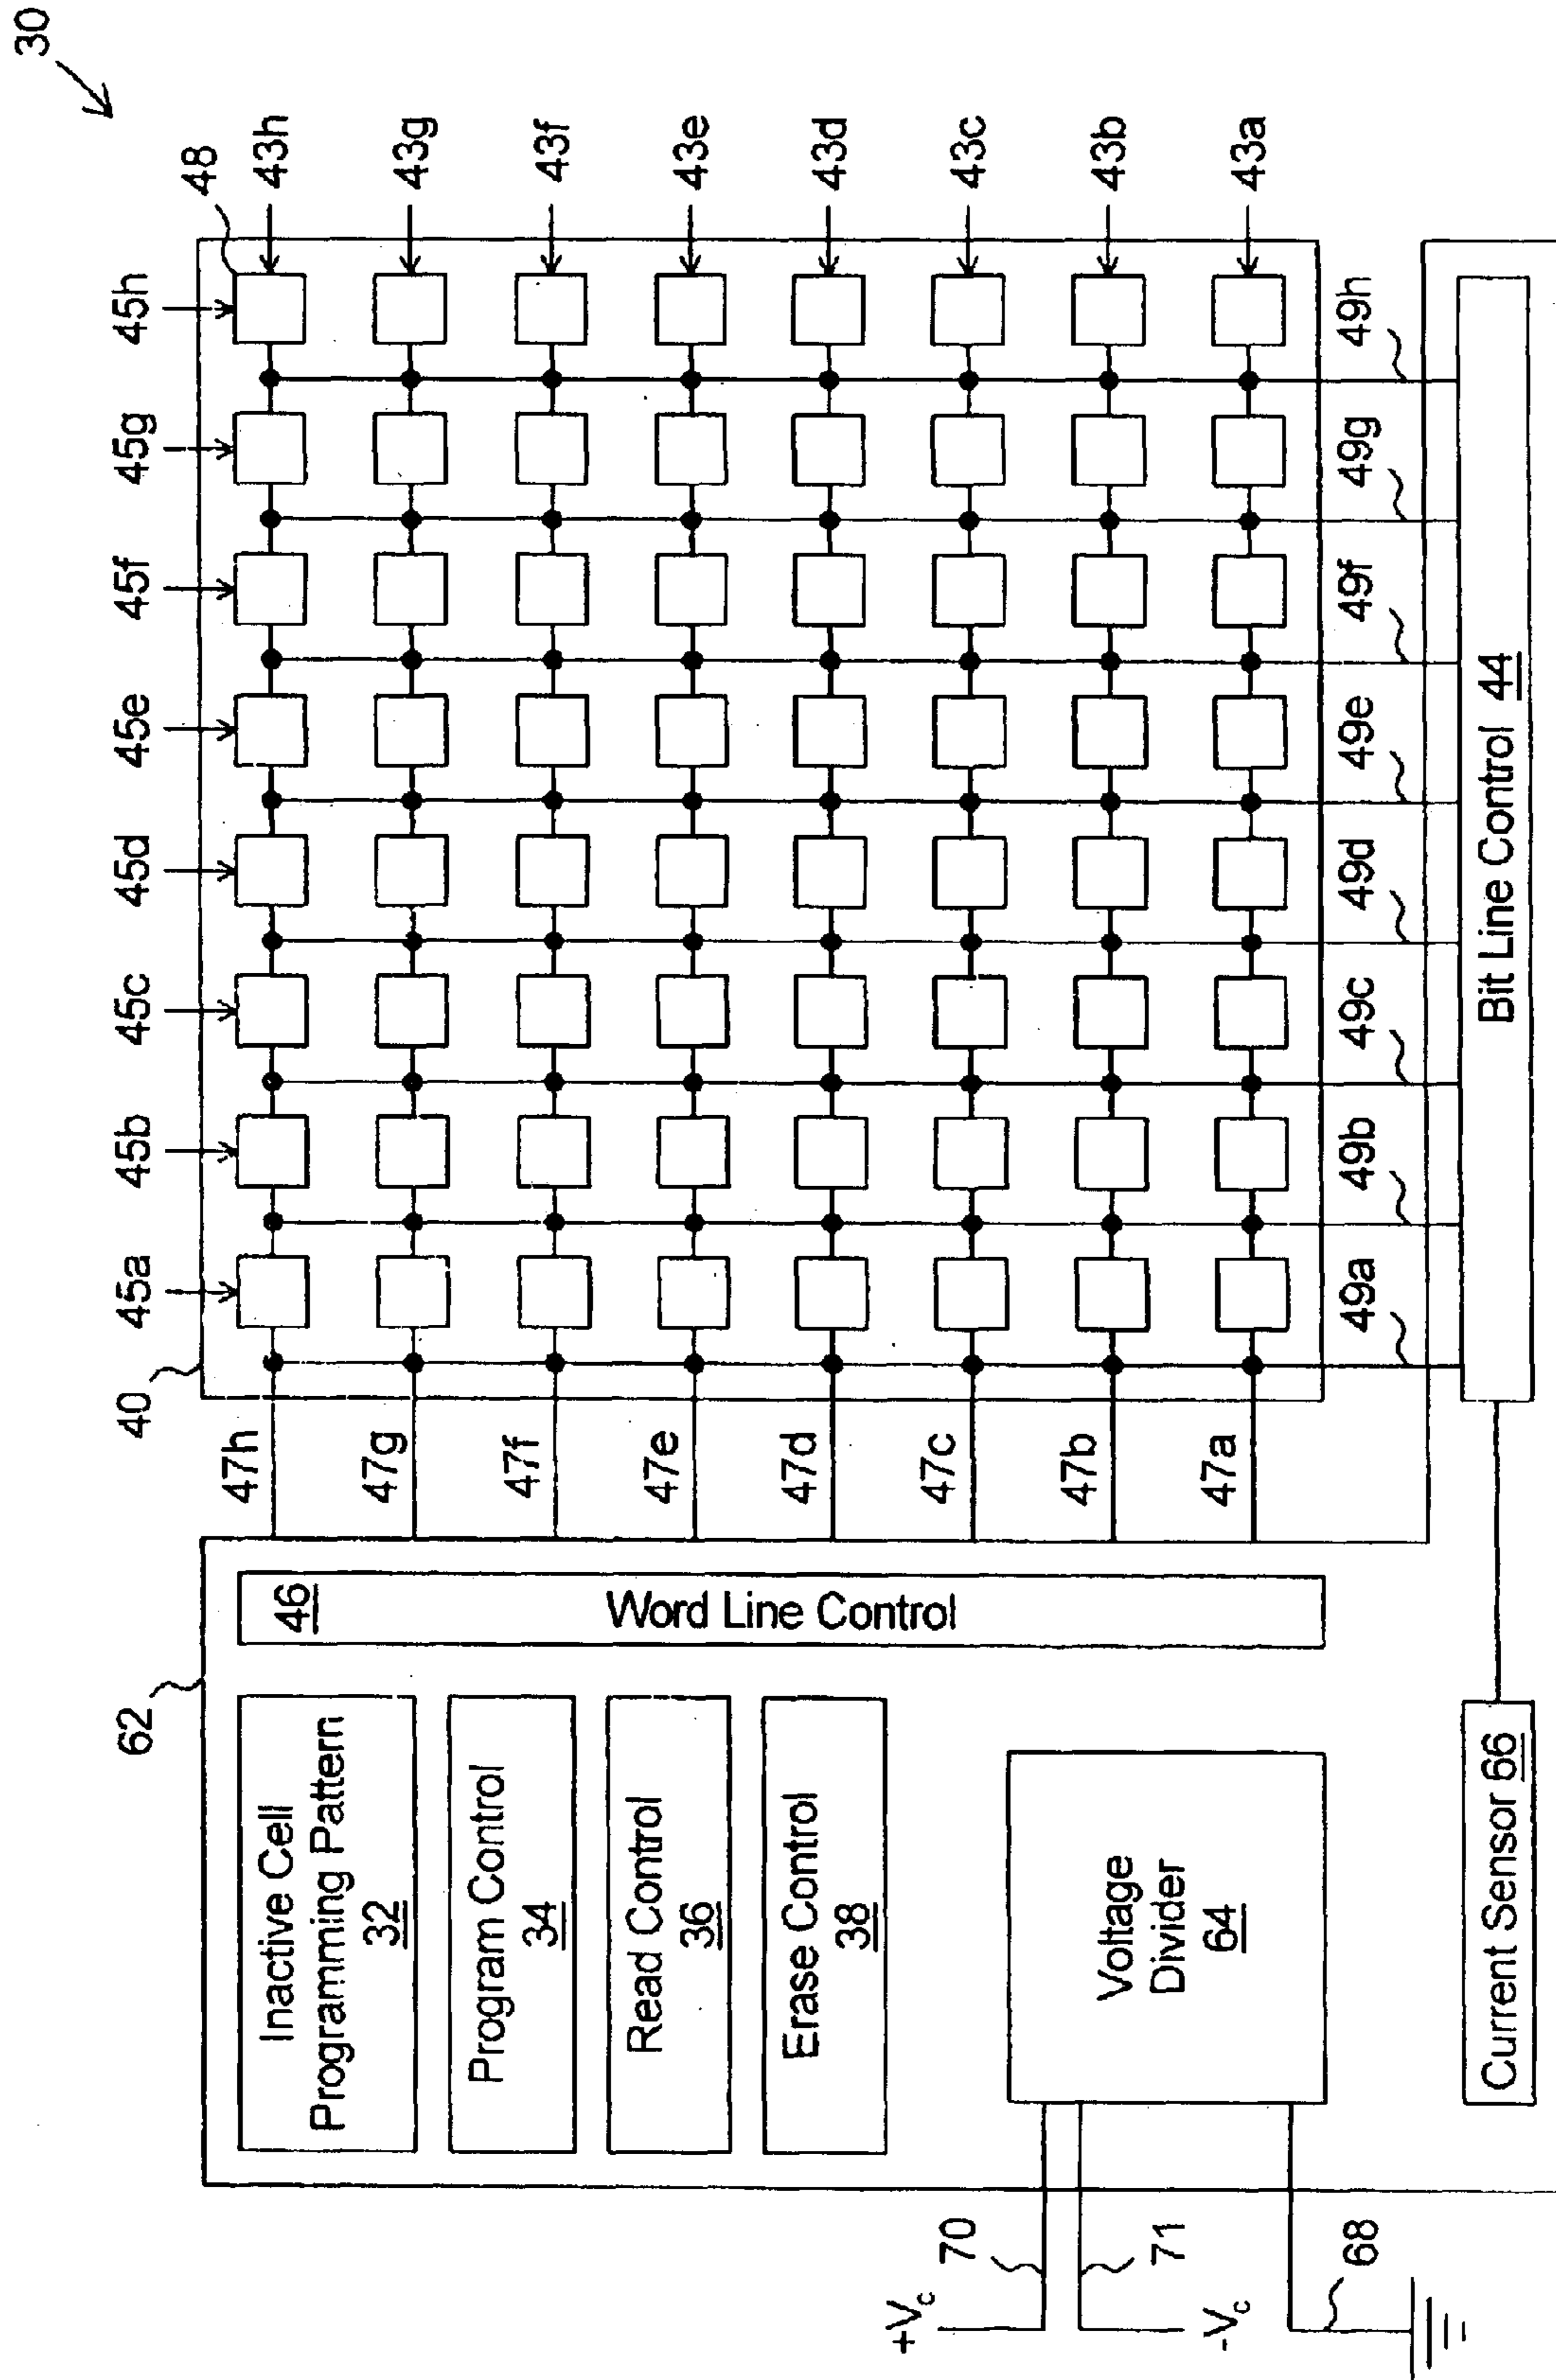 30
62
40
48
45a 45b 45c 45d 45e 45f 45g 45h
Inactive Cell
Programming Pattern
32
Program Control
34
Read Control
36
Erase Control
38
46
Word Line Control
47h
47g
47f
47e
47d
47c
47b
47a
43h
43g
43f
43e
43d
43c
43b
43a
+Vc
70
71
-Vc
68
Voltage
Divider
64
49a 49b 49c 49d 49e 49f 49g 49h
Current Sensor 66
Bit Line Control 44